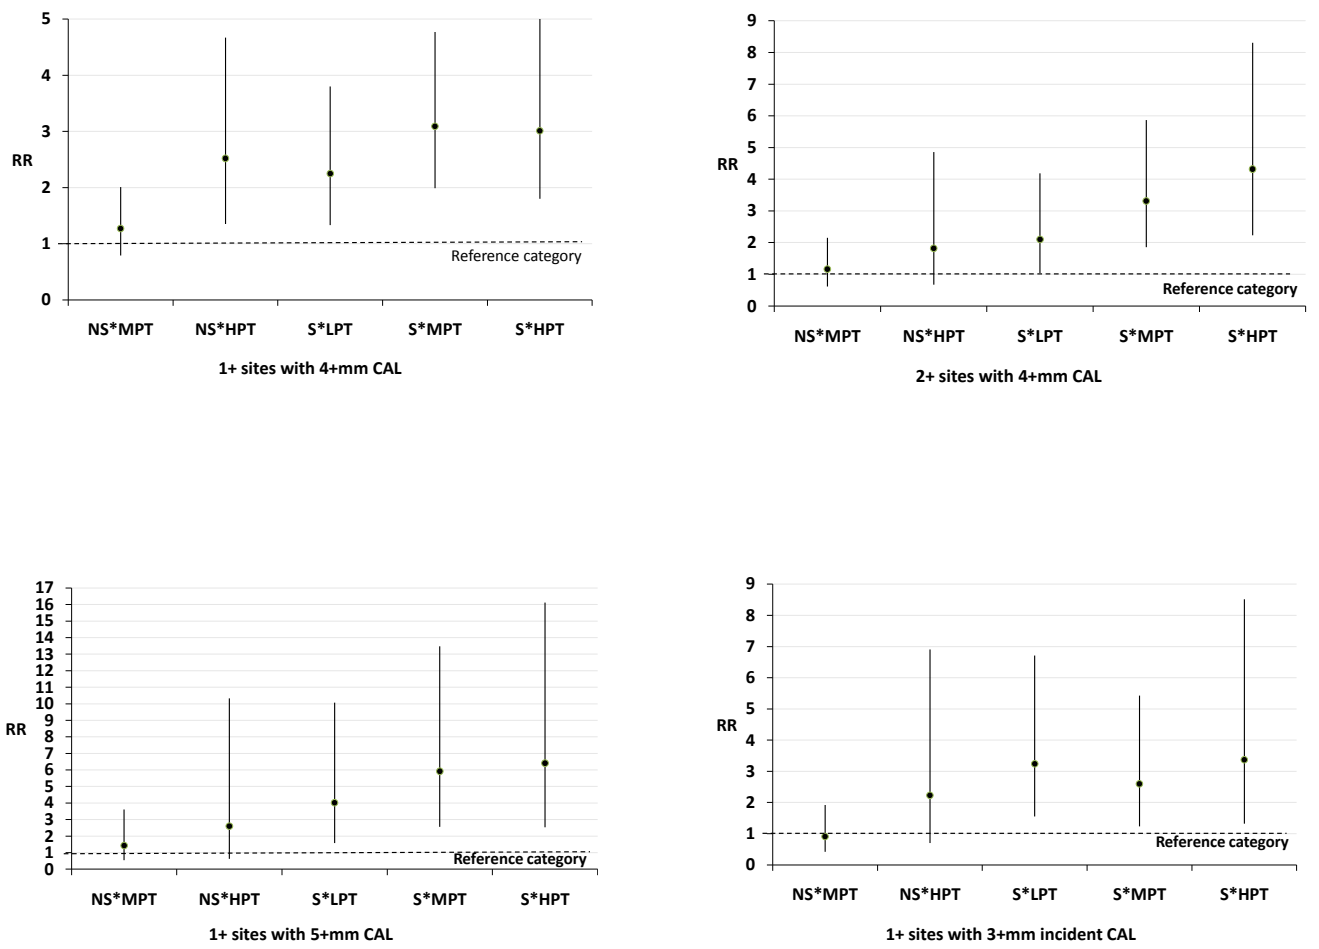 5
4
3
RR
2
1
Reference category
0
NS*MPT NS*HPT S*LPT S*MPT S*HPT
1+ sites with 4+mm CAL
9
8
7
6
5
RR
4
3
2
1
Reference category
0
NS*MPT NS*HPT S*LPT S*MPT S*HPT
2+ sites with 4+mm CAL
17
16
15
14
13
12
11
10
9
RR
8
7
6
5
4
3
2
1
Reference category
0
NS*MPT NS*HPT S*LPT S*MPT S*HPT
1+ sites with 5+mm CAL
9
8
7
6
5
RR
4
3
2
1
Reference category
0
NS*MPT NS*HPT S*LPT S*MPT S*HPT
1+ sites with 3+mm incident CAL